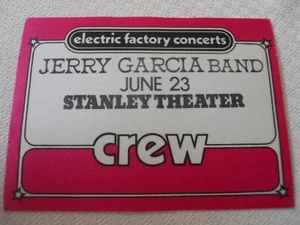 electric factory concerts
JERRY GARCIA BAND
JUNE 23
STANLEY THEATER
crew